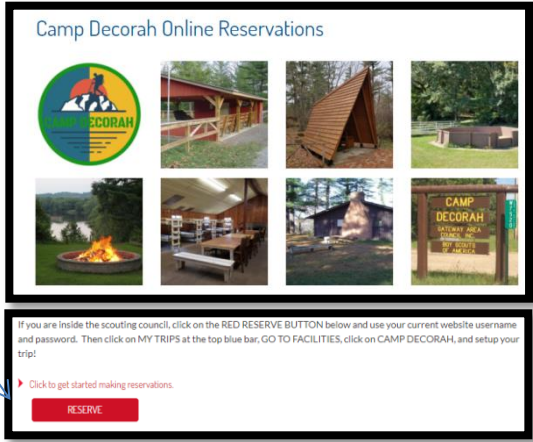 Camp Decorah Online Reservations
CAMP DECORAH
CAMP
DECORAH
GATEWAY AREA
COUNCIL, INC.
BOY SCOUTS
OF AMERICA
If you are inside the scouting council, click on the RED RESERVE BUTTON below and use your current website username
and password. Then click on MY TRIPS at the top blue bar, GO TO FACILITIES, click on CAMP DECORAH, and setup your
trip!
Click to get started making reservations.
RESERVE